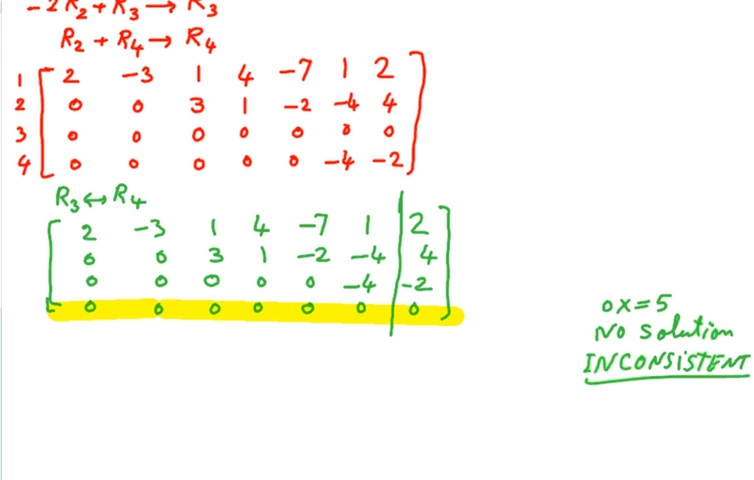 -2R₂+R₃→R₃
R₂+R₄→R₄
1 [ 2 -3 1 4 -7 1 2 ]
2 [ 0 0 3 1 -2 -4 4 ]
3 [ 0 0 0 0 0 0 0 ]
4 [ 0 0 0 0 0 -4 -2 ]
R₃↔R₄
[ 2 -3 1 4 -7 1 | 2 ]
[ 0 0 3 1 -2 -4 | 4 ]
[ 0 0 0 0 0 -4 | -2 ]
[ 0 0 0 0 0 0 | 0 ]
0x=5
No solution
INCONSISTENT